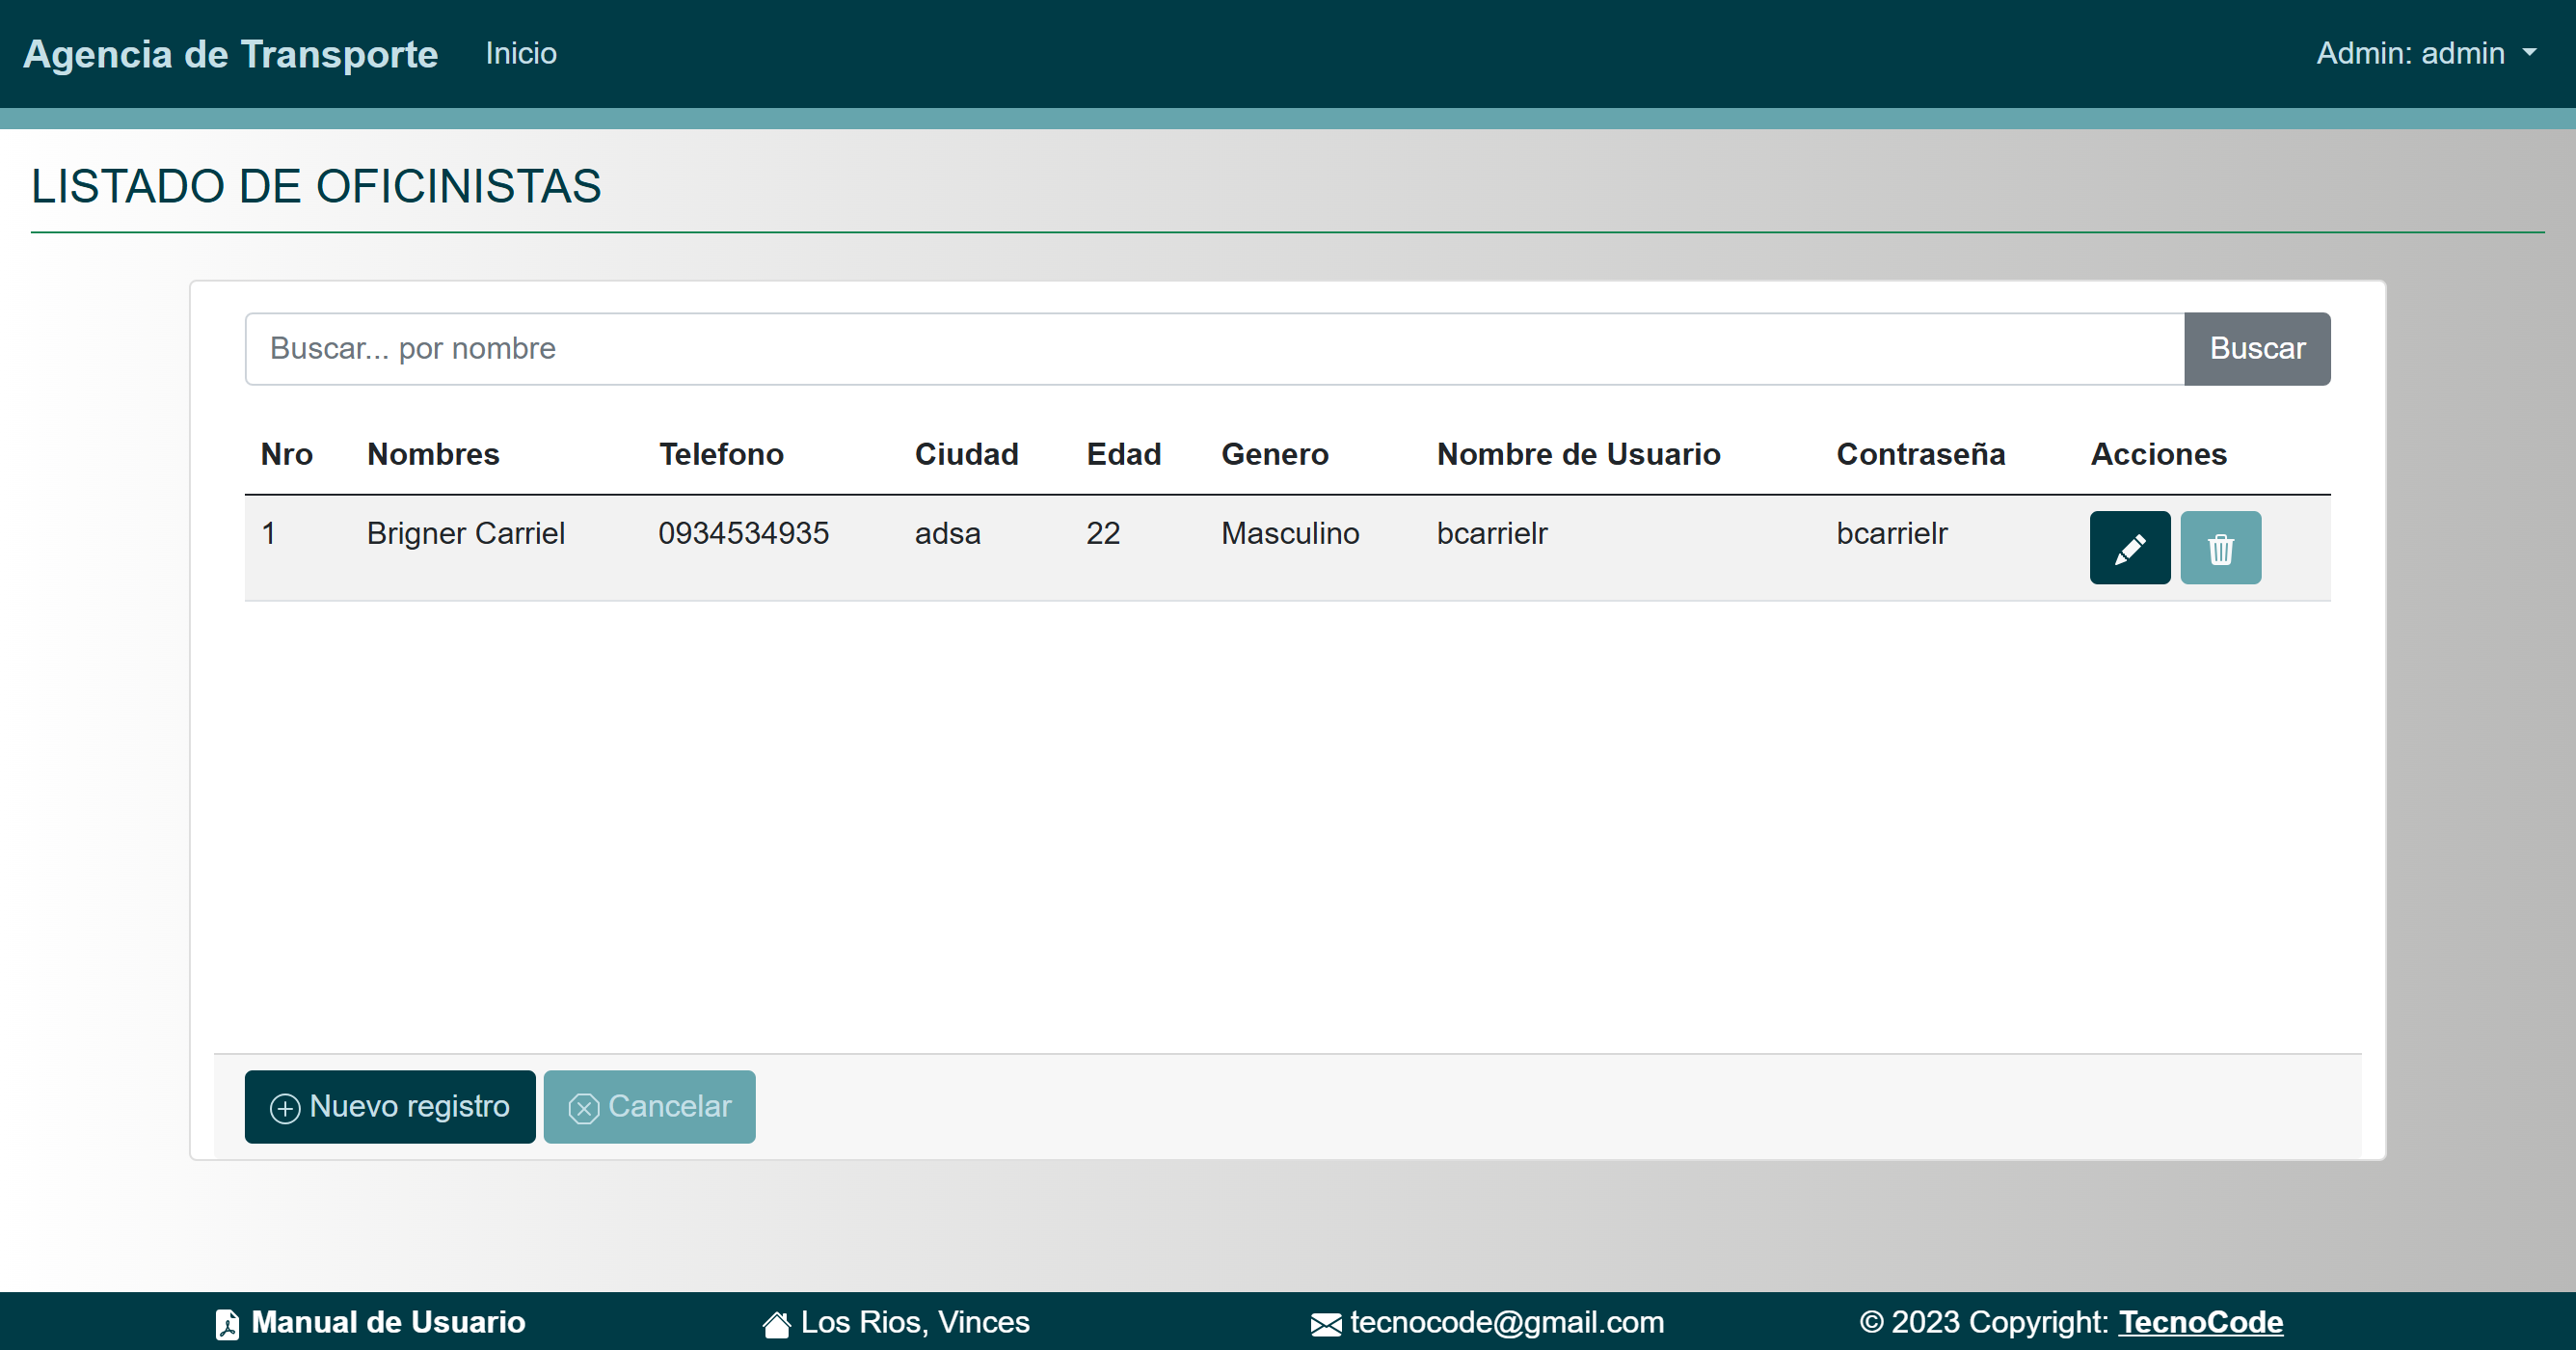 Agencia de Transporte Inicio Admin: admin
LISTADO DE OFICINISTAS
Buscar... por nombre Buscar
Nro Nombres Telefono Ciudad Edad Genero Nombre de Usuario Contraseña Acciones
1 Brigner Carriel 0934534935 adsa 22 Masculino bcarrielr bcarrielr
Nuevo registro Cancelar
Manual de Usuario Los Rios, Vinces tecnocode@gmail.com © 2023 Copyright: TecnoCode